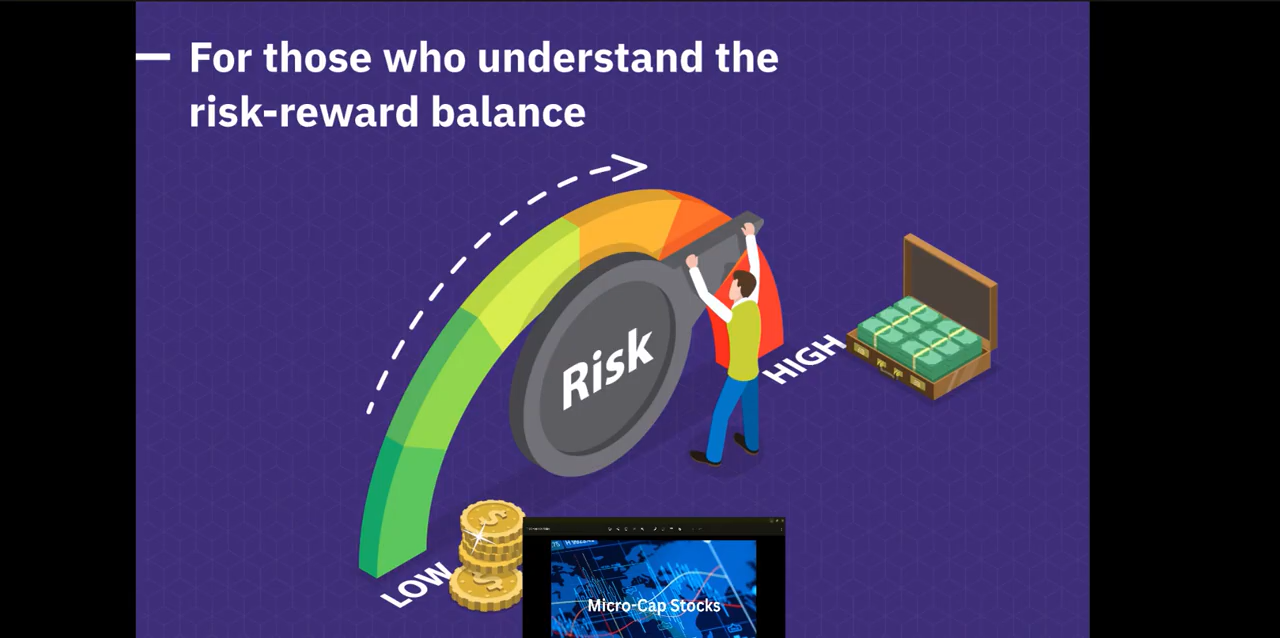 For those who understand the
risk-reward balance
Risk
HIGH
LOW
Micro-Cap Stocks